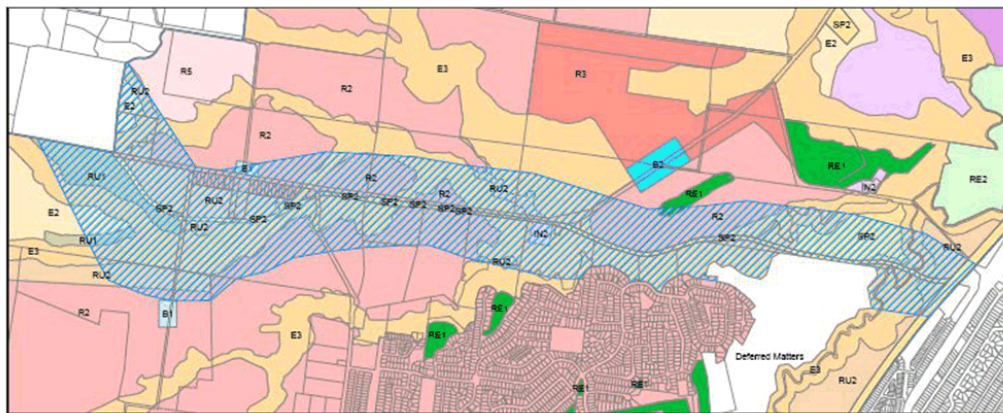 SP2
E2
E3
R5
R2
E3
R3
RU2
E2
R2
B2
RE1
RE2
IN2
RE1
B1
RU1
RU2
R2
R2
RU2
SP2
SP2
SP2
SP2
SP2
SP2
SP2
RU2
R2
E2
RU1
SP2
IN2
SP2
RU2
E3
RU2
RU2
R2
B1
E3
RE1
RE1
Deferred Matters
E3
RU2
RE1
RE1